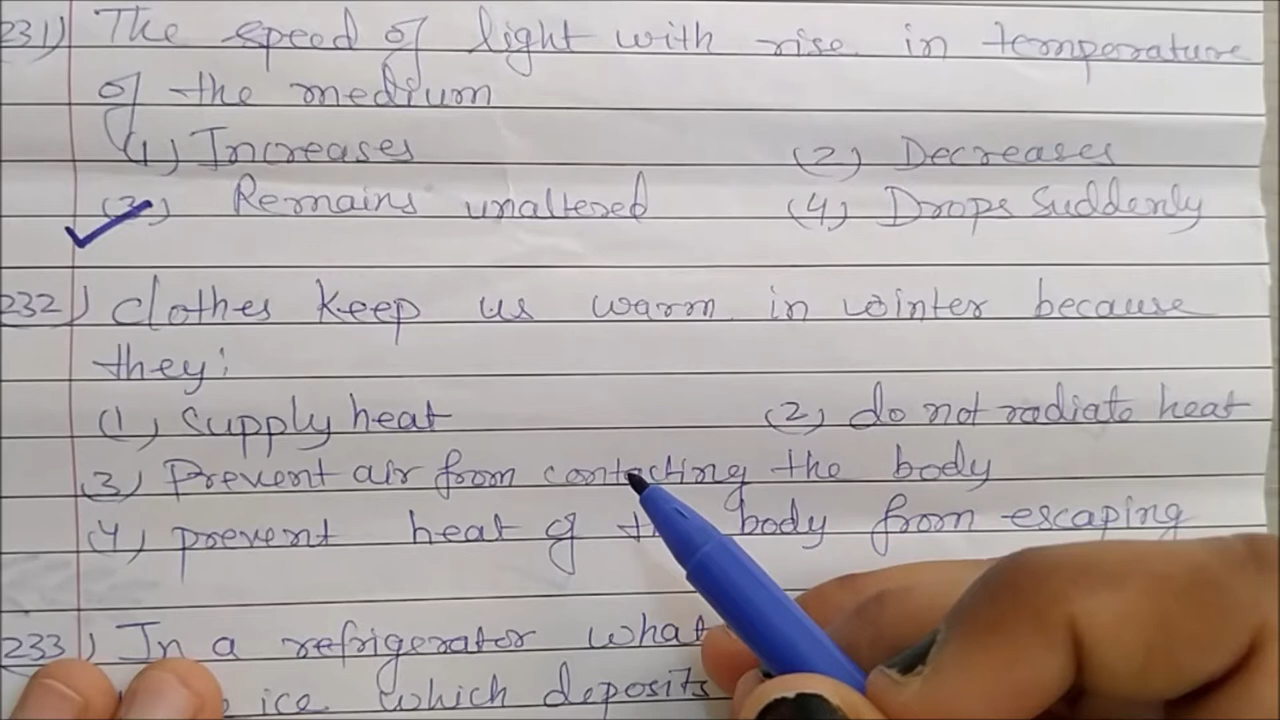 231) The speed of light with rise in temperature
of the medium
(1) Increases (2) Decreases
(3) Remains unaltered (4) Drops Suddenly
232) Clothes keep us warm in winter because
they:
(1) Supply heat (2) do not radiate heat
3) Prevent air from contacting the body
(4) prevent heat of body from escaping
233) In a refrigerator what
ice which deposits